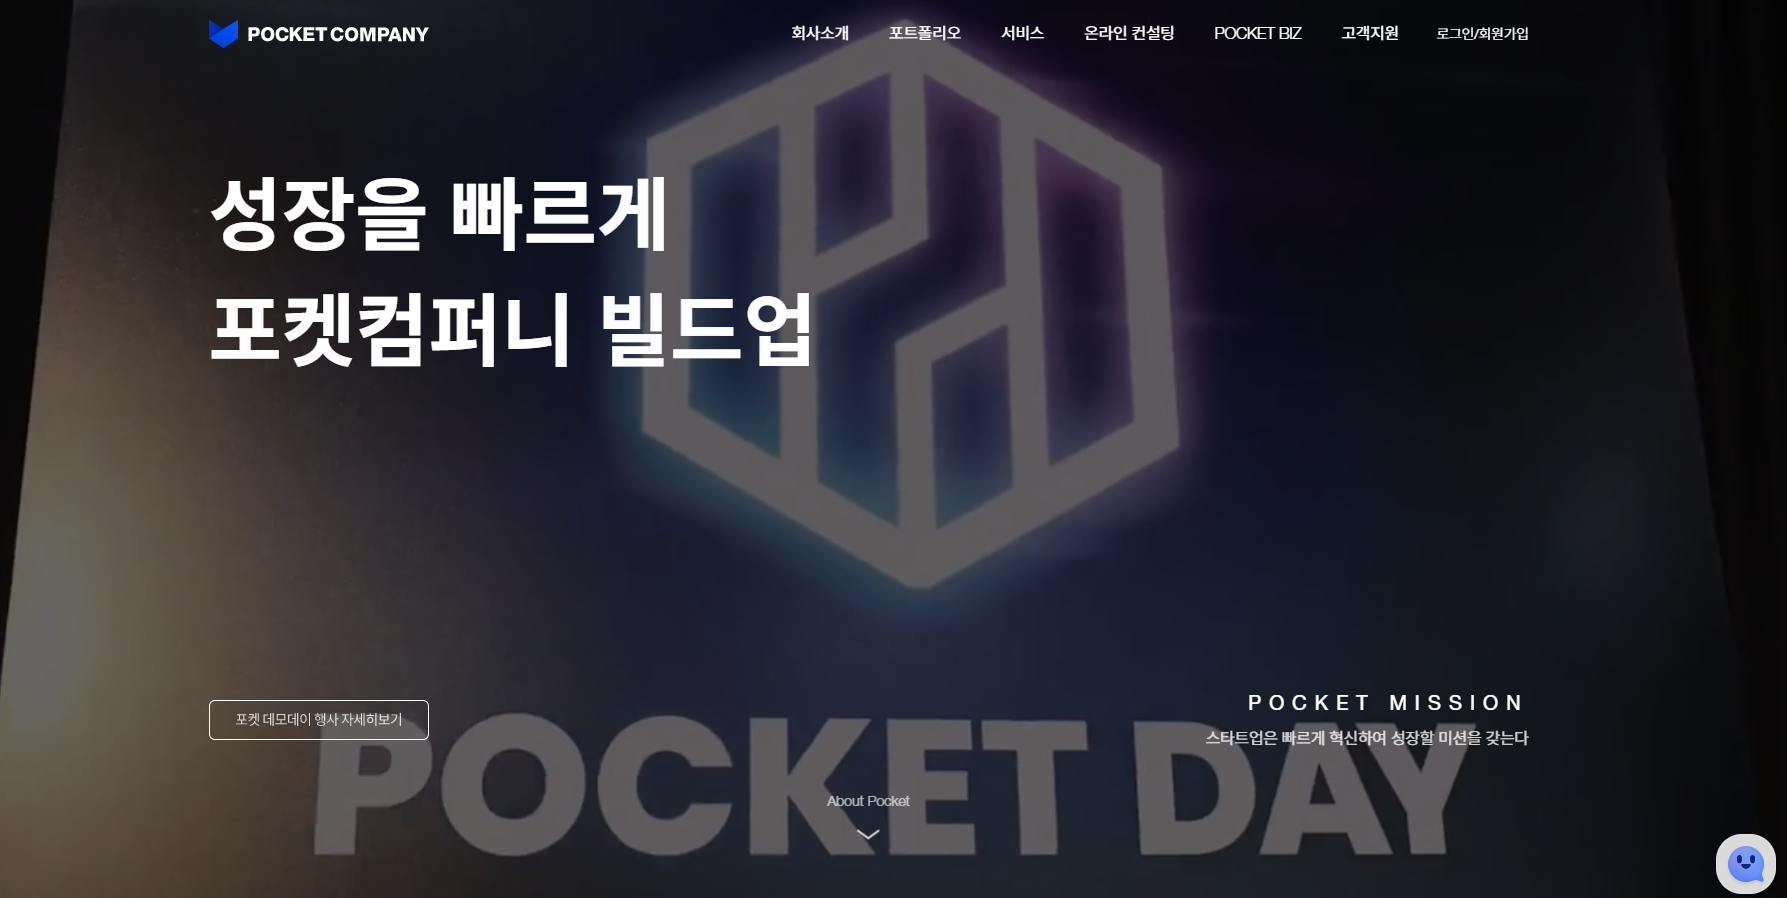 POCKET COMPANY
회사소개
포트폴리오
서비스
온라인 컨설팅
POCKET BIZ
고객지원
로그인/회원가입
성장을 빠르게
포켓컴퍼니 빌드업
포켓 데모데이 행사 자세히보기
POCKET MISSION
스타트업은 빠르게 혁신하여 성장할 미션을 갖는다
POCKET DAY
About Pocket